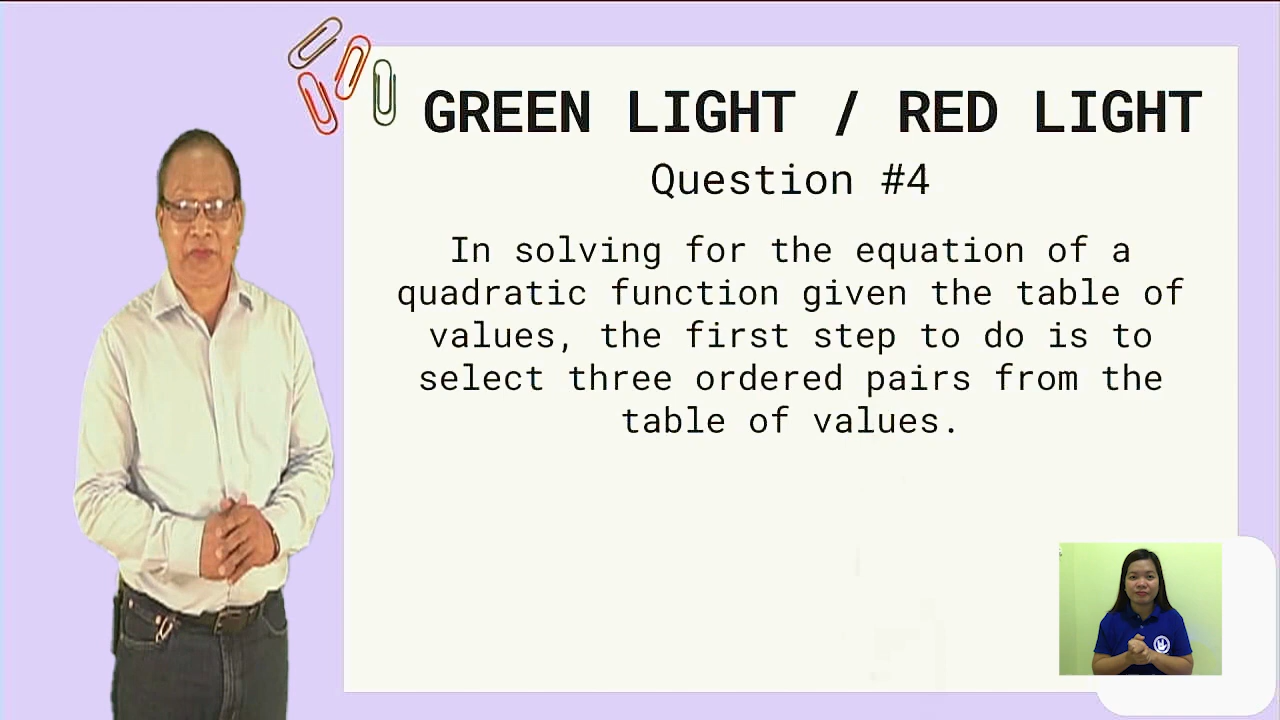 GREEN LIGHT / RED LIGHT
Question #4
In solving for the equation of a
quadratic function given the table of
values, the first step to do is to
select three ordered pairs from the
table of values.